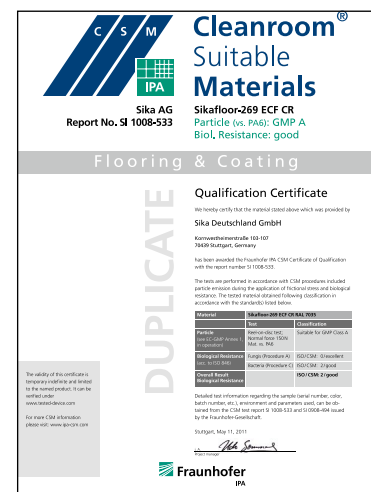 C S M
IPA
Cleanroom®
Suitable
Materials
Sika AG
Report No. SI 1008-533
Sikafloor-269 ECF CR
Particle (vs. PA6): GMP A
Biol. Resistance: good
Flooring & Coating
DUPLICATE
Qualification Certificate
We hereby certify that the material stated above which was provided by
Sika Deutschland GmbH
Kornwestheimerstraße 103-107
70439 Stuttgart, Germany
has been awarded the Fraunhofer IPA CSM Certificate of Qualification
with the report number SI 1008-533.
The tests are performed in accordance with CSM procedures included
particle emission during the application of frictional stress and biological
resistance. The tested material obtained following classification in
accordance with the standard(s) listed below.
Material Sikafloor-269 ECF CR RAL 7035
Test Classification
Particle
(see EC-GMP Annex 1,
in operation)
Reel-on-disc test;
Normal force 150N
Mat. vs. PA6
Suitable for GMP Class A
Biological Resistance
(acc. to ISO 846)
Fungi (Procedure A) ISO/CSM: 0/excellent
Bacteria (Procedure C) ISO/CSM: 2/good
Overall Result
Biological Resistance
ISO/CSM: 2/good
Detailed test information regarding the sample (serial number, color,
batch number, etc.), environment and parameters used, can be ob-
tained from the CSM test report SI 1008-533 and SI 0908-494 issued
by the Fraunhofer-Gesellschaft.
Stuttgart, May 11, 2011
Project manager
The validity of this certificate is
temporary indefinite and limited
to the named product. It can be
verified under
www.tested-device.com
For more CSM information
please visit: www.ipa-csm.com
Fraunhofer
IPA